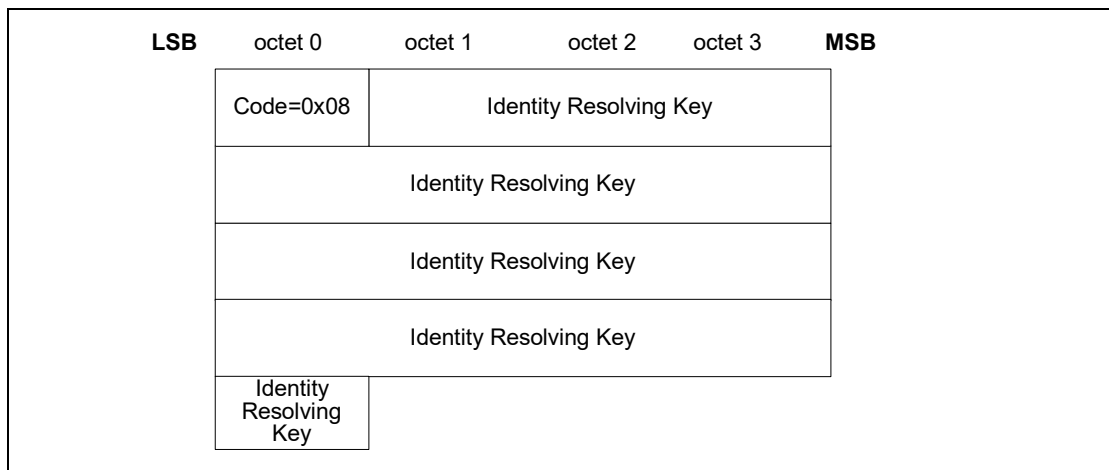 LSB octet 0 octet 1 octet 2 octet 3 MSB
Code=0x08 Identity Resolving Key
Identity Resolving Key
Identity Resolving Key
Identity Resolving Key
Identity
Resolving
Key